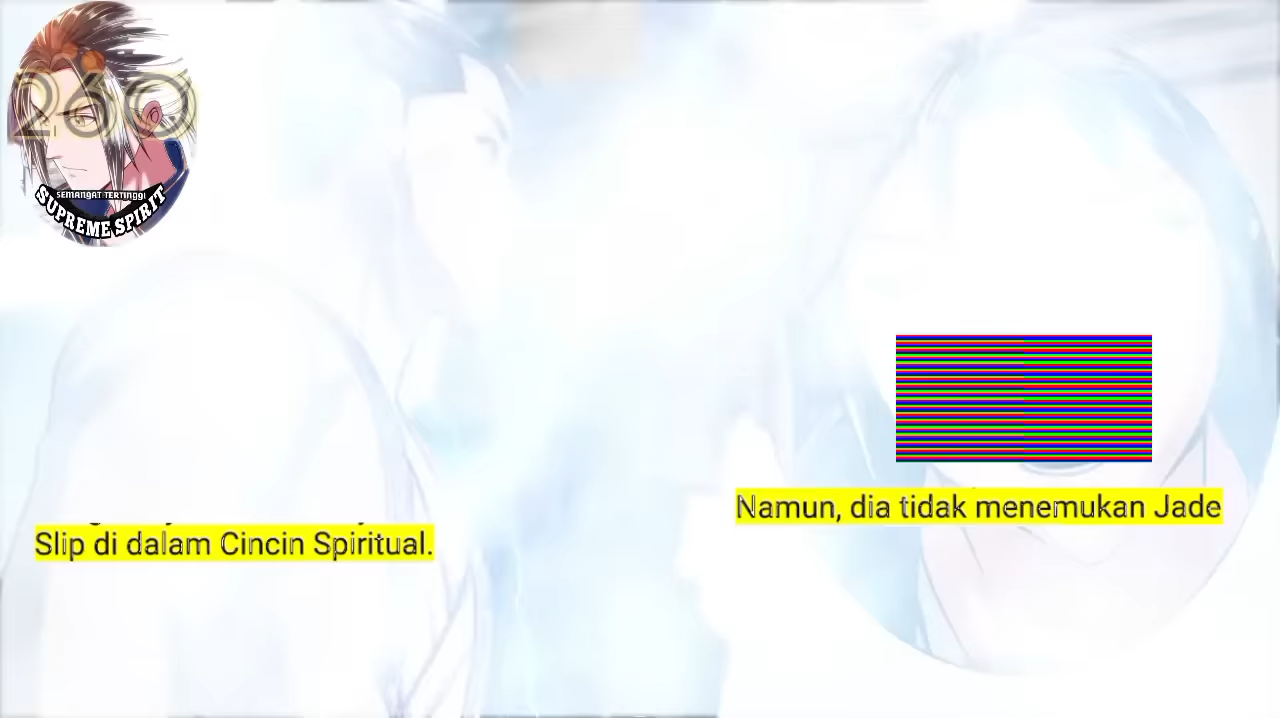 260
SEMANGAT TERTINGGI
SUPREME SPIRIT
Namun, dia tidak menemukan Jade
Slip di dalam Cincin Spiritual.